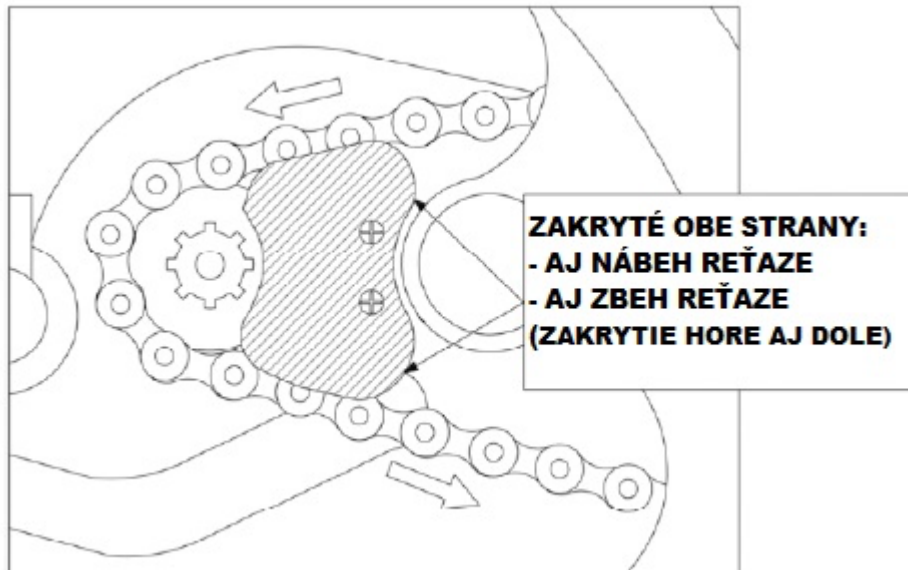 ZAKRYTÉ OBE STRANY:
- AJ NÁBEH REŤAZE
- AJ ZBEH REŤAZE
(ZAKRYTIE HORE AJ DOLE)